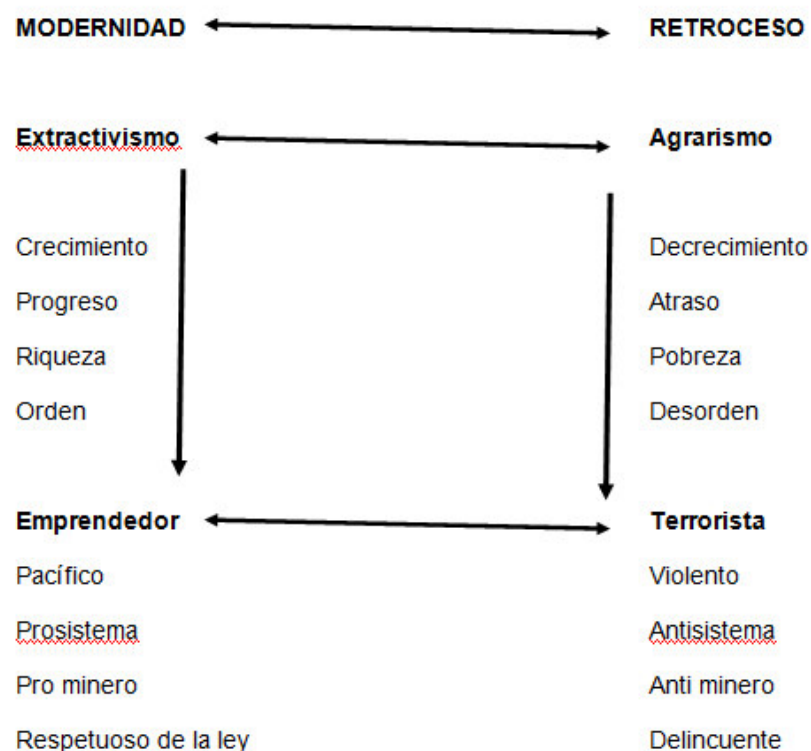 MODERNIDAD RETROCESO
Extractivismo Agrarismo
Crecimiento Decrecimiento
Progreso Atraso
Riqueza Pobreza
Orden Desorden
Emprendedor Terrorista
Pacífico Violento
Prosistema Antisistema
Pro minero Anti minero
Respetuoso de la ley Delincuente